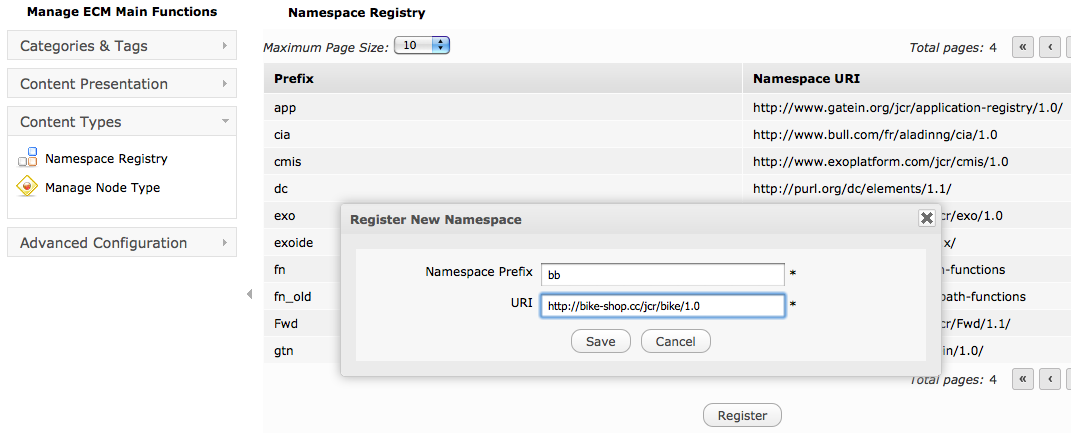 Manage ECM Main Functions
Categories & Tags
Content Presentation
Content Types
Namespace Registry
Manage Node Type
Advanced Configuration
Namespace Registry
Maximum Page Size: 10
Total pages: 4 « ‹
Prefix Namespace URI
app http://www.gatein.org/jcr/application-registry/1.0/
cia http://www.bull.com/fr/aladinng/cia/1.0
cmis http://www.exoplatform.com/jcr/cmis/1.0
dc http://purl.org/dc/elements/1.1/
exo cr/exo/1.0
exoide x/
fn n-functions
fn_old path-functions
Fwd cr/Fwd/1.1/
gtn in/1.0/
Register New Namespace
Namespace Prefix bb *
URI http://bike-shop.cc/jcr/bike/1.0 *
Save Cancel
Total pages: 4 « ‹
Register